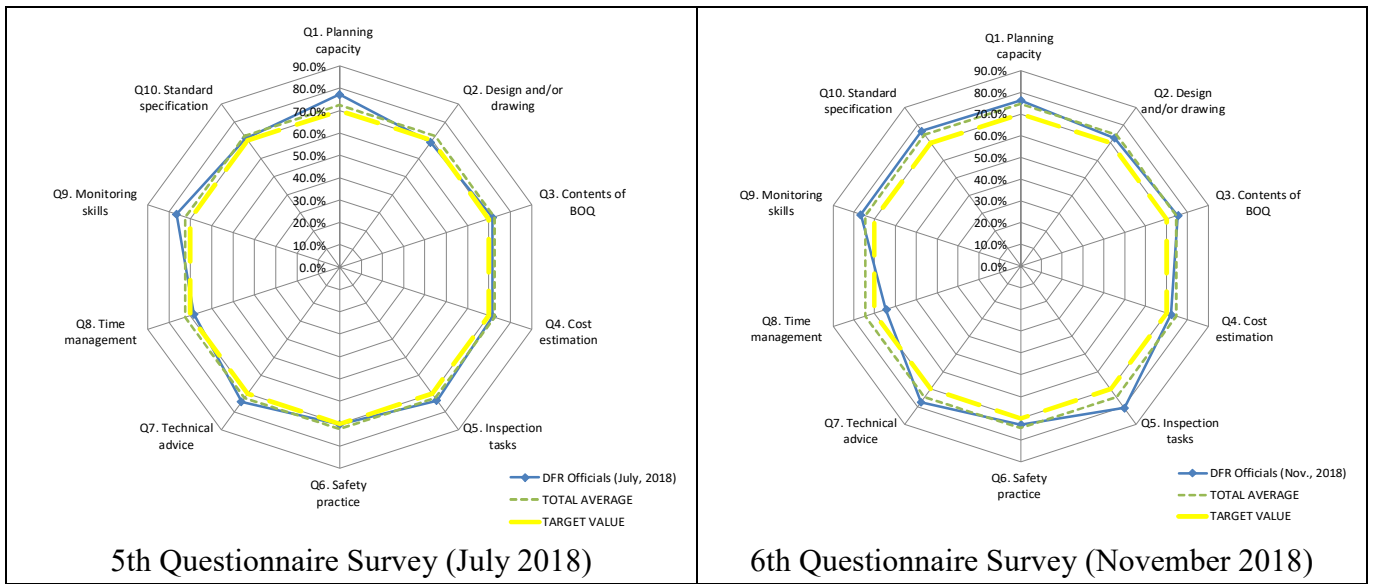 Q1. Planning
capacity
90.0%
80.0%
70.0%
60.0%
50.0%
40.0%
30.0%
20.0%
10.0%
0.0%
Q2. Design and/or
drawing
Q3. Contents of
BOQ
Q4. Cost
estimation
Q5. Inspection
tasks
Q6. Safety
practice
Q7. Technical
advice
Q8. Time
management
Q9. Monitoring
skills
Q10. Standard
specification
DFR Officials (July, 2018)
TOTAL AVERAGE
TARGET VALUE
5th Questionnaire Survey (July 2018)
Q1. Planning
capacity
90.0%
80.0%
70.0%
60.0%
50.0%
40.0%
30.0%
20.0%
10.0%
0.0%
Q2. Design
and/or drawing
Q3. Contents of
BOQ
Q4. Cost
estimation
Q5. Inspection
tasks
Q6. Safety
practice
Q7. Technical
advice
Q8. Time
management
Q9. Monitoring
skills
Q10. Standard
specification
DFR Officials (Nov., 2018)
TOTAL AVERAGE
TARGET VALUE
6th Questionnaire Survey (November 2018)